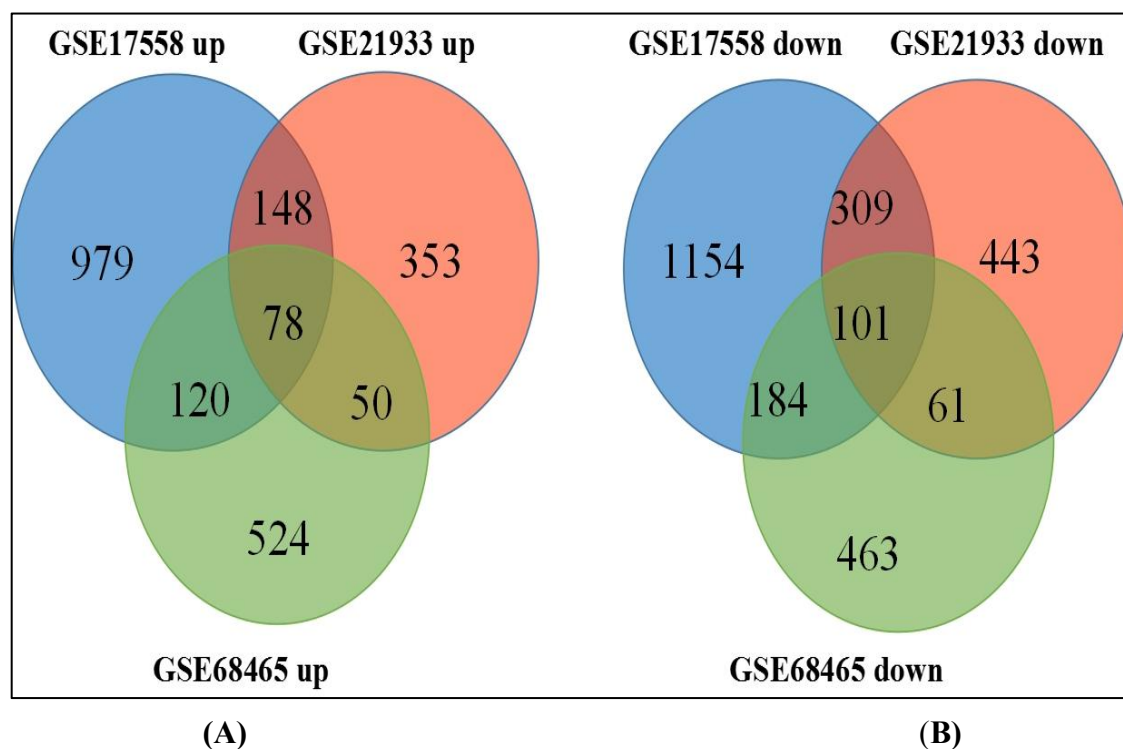 GSE17558 up
GSE21933 up
148
979
353
78
120
50
524
GSE68465 up
(A)
GSE17558 down
GSE21933 down
309
1154
443
101
184
61
463
GSE68465 down
(B)